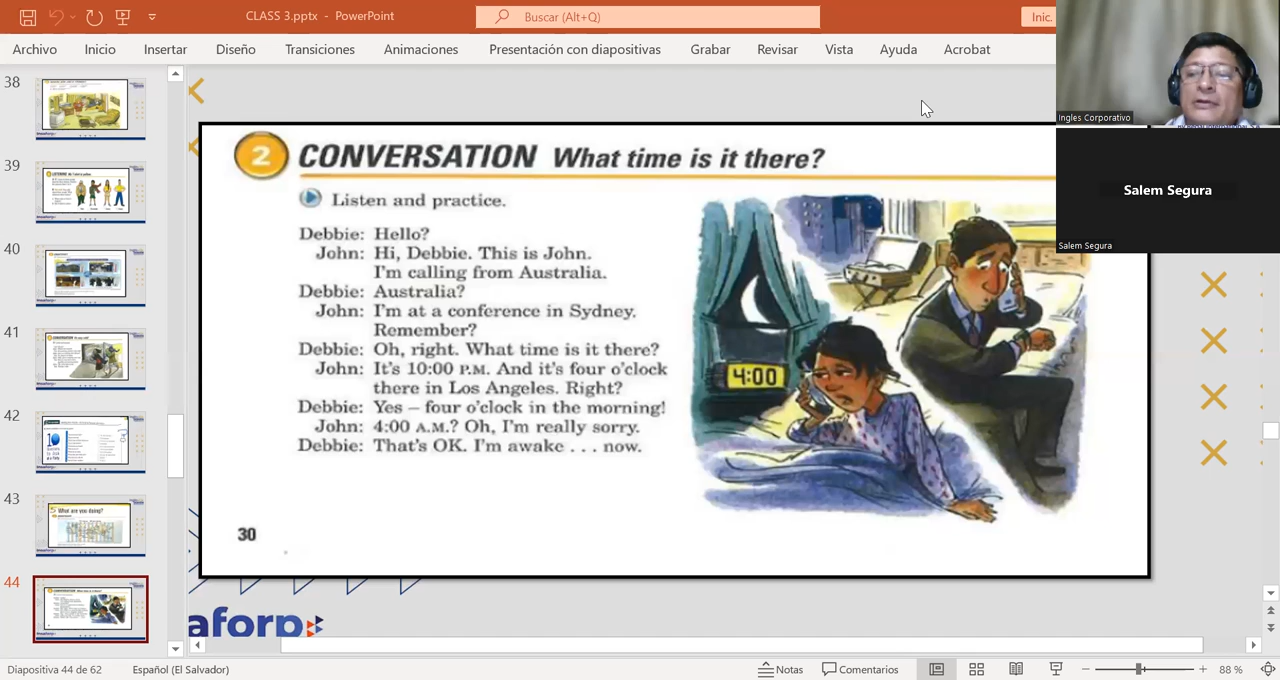 CLASS 3.pptx - PowerPoint
Buscar (Alt+Q)
Inic.
Archivo Inicio Insertar Diseño Transiciones Animaciones Presentación con diapositivas Grabar Revisar Vista Ayuda Acrobat
Ingles Corporativo
Salem Segura
Salem Segura
38
39
40
41
42
43
What are you doing?
44
2 CONVERSATION What time is it there?
Listen and practice.
Debbie: Hello?
John: Hi, Debbie. This is John.
I'm calling from Australia.
Debbie: Australia?
John: I'm at a conference in Sydney.
Remember?
Debbie: Oh, right. What time is it there?
John: It's 10:00 P.M. And it's four o'clock
there in Los Angeles. Right?
Debbie: Yes – four o'clock in the morning!
John: 4:00 A.M.? Oh, I'm really sorry.
Debbie: That's OK. I'm awake . . . now.
4:00
30
aforp
Diapositiva 44 de 62 Español (El Salvador) Notas Comentarios 88 %